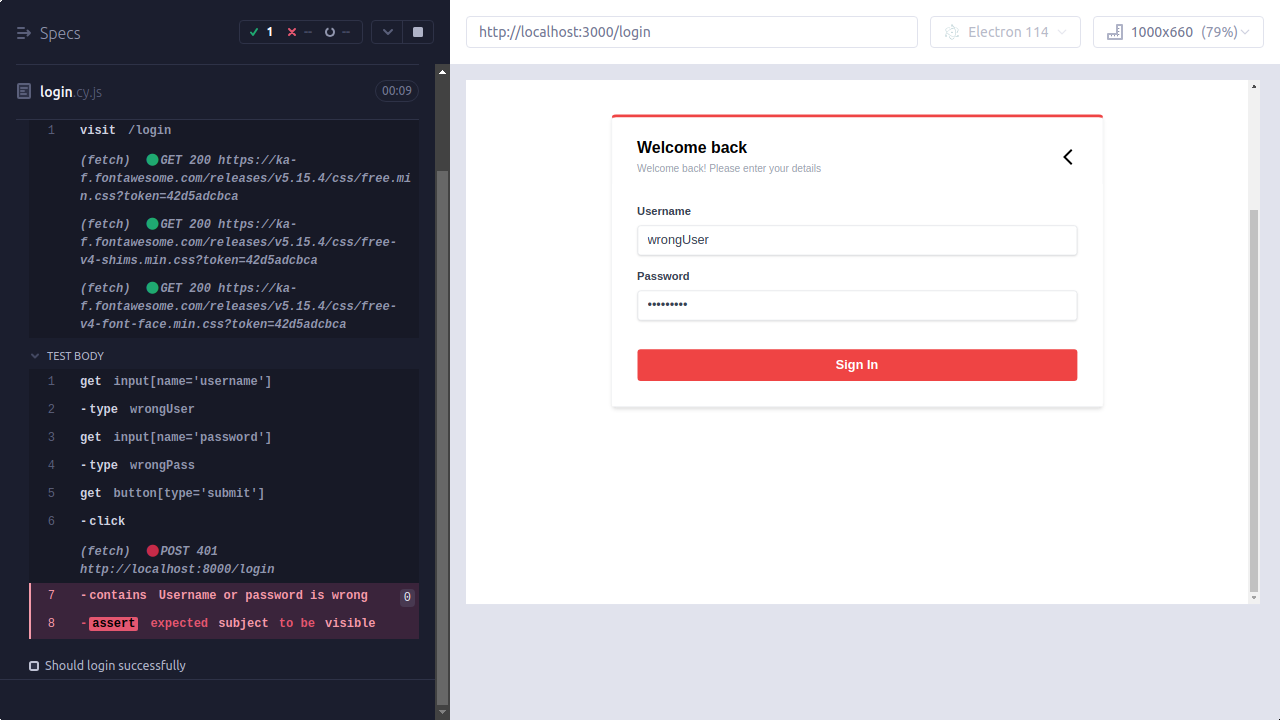 Specs
1 -- --
http://localhost:3000/login
Electron 114
1000x660 (79%)
login.cy.js
00:09
1 visit /login
(fetch) GET 200 https://ka-
f.fontawesome.com/releases/v5.15.4/css/free.mi
n.css?token=42d5adcbca
(fetch) GET 200 https://ka-
f.fontawesome.com/releases/v5.15.4/css/free-
v4-shims.min.css?token=42d5adcbca
(fetch) GET 200 https://ka-
f.fontawesome.com/releases/v5.15.4/css/free-
v4-font-face.min.css?token=42d5adcbca
TEST BODY
1 get input[name='username']
2 -type wrongUser
3 get input[name='password']
4 -type wrongPass
5 get button[type='submit']
6 -click
(fetch) POST 401
http://localhost:8000/login
7 -contains Username or password is wrong 0
8 -assert expected subject to be visible
Should login successfully
Welcome back
Welcome back! Please enter your details
Username
wrongUser
Password
•••••••••
Sign In